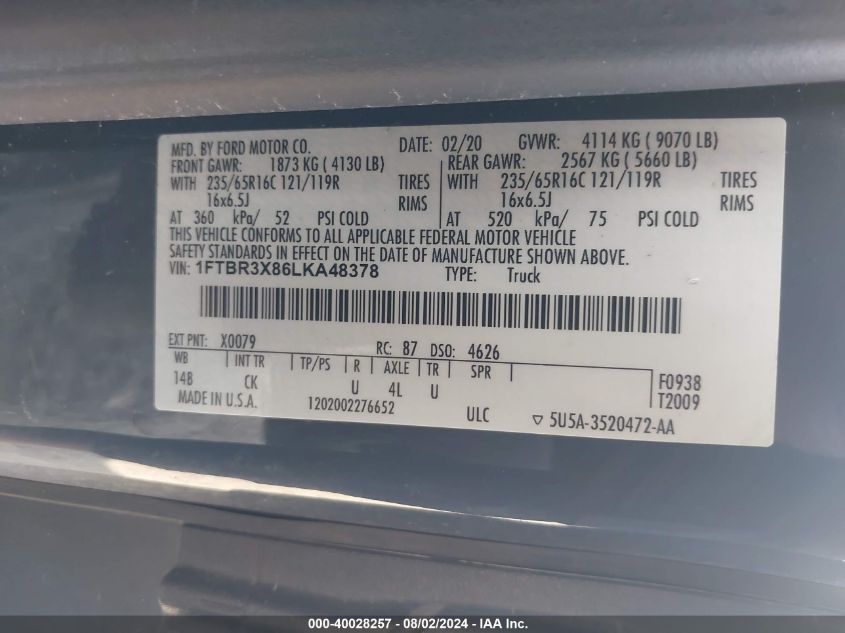 MFD. BY FORD MOTOR CO. DATE: 02/20 GVWR: 4114 KG ( 9070 LB)
FRONT GAWR: 1873 KG ( 4130 LB) REAR GAWR: 2567 KG ( 5660 LB)
WITH 235/65R16C 121/119R TIRES WITH 235/65R16C 121/119R TIRES
16x6.5J RIMS 16x6.5J RIMS
AT 360 kPa/ 52 PSI COLD AT 520 kPa/ 75 PSI COLD
THIS VEHICLE CONFORMS TO ALL APPLICABLE FEDERAL MOTOR VEHICLE
SAFETY STANDARDS IN EFFECT ON THE DATE OF MANUFACTURE SHOWN ABOVE.
VIN: 1FTBR3X86LKA48378 TYPE: Truck
EXT PNT: X0079 RC: 87 DSO: 4626
WB INT TR TP/PS R AXLE TR SPR F0938
14B CK U 4L U T2009
MADE IN U.S.A. 1202002276652 ULC ▽ 5U5A-3520472-AA
000-40028257 - 08/02/2024 - IAA Inc.